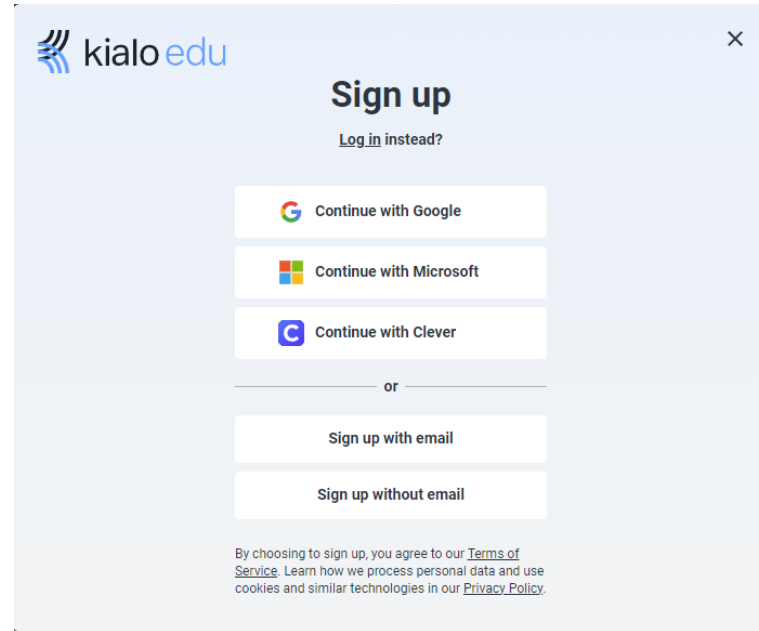 kialo edu
Sign up
Log in instead?
Continue with Google
Continue with Microsoft
Continue with Clever
or
Sign up with email
Sign up without email
By choosing to sign up, you agree to our Terms of
Service. Learn how we process personal data and use
cookies and similar technologies in our Privacy Policy.